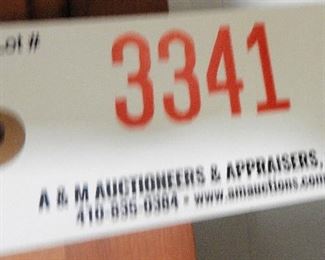 Lot #
3341
A & M AUCTIONEERS & APPRAISERS,
410-835-0384 • www.amauctions.com